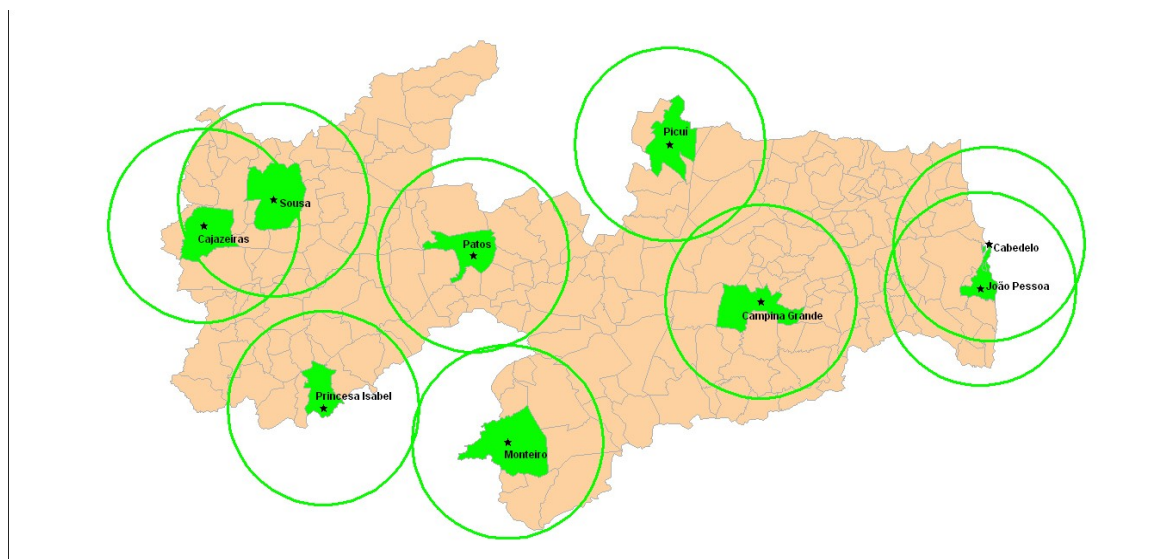 Picuí
Sousa
Cajazeiras
Patos
Cabedelo
João Pessoa
Campina Grande
Princesa Isabel
Monteiro